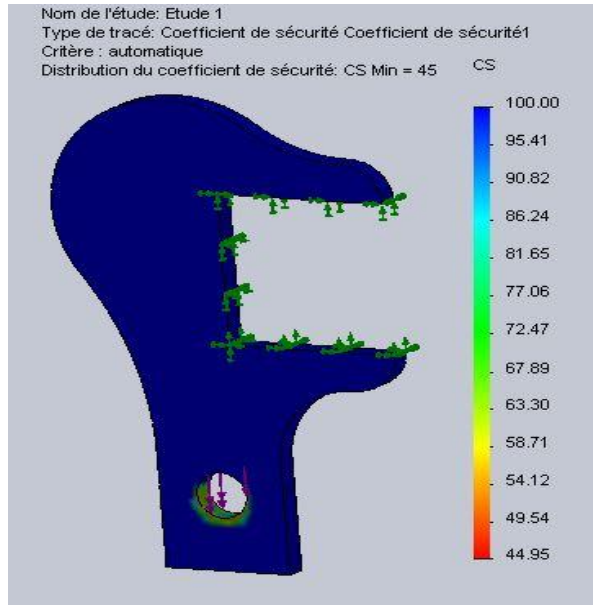 Nom de l'étude: Etude 1
Type de tracé: Coefficient de sécurité Coefficient de sécurité1
Critère : automatique
Distribution du coefficient de sécurité: CS Min = 45
CS
100.00
95.41
90.82
86.24
81.65
77.06
72.47
67.89
63.30
58.71
54.12
49.54
44.95